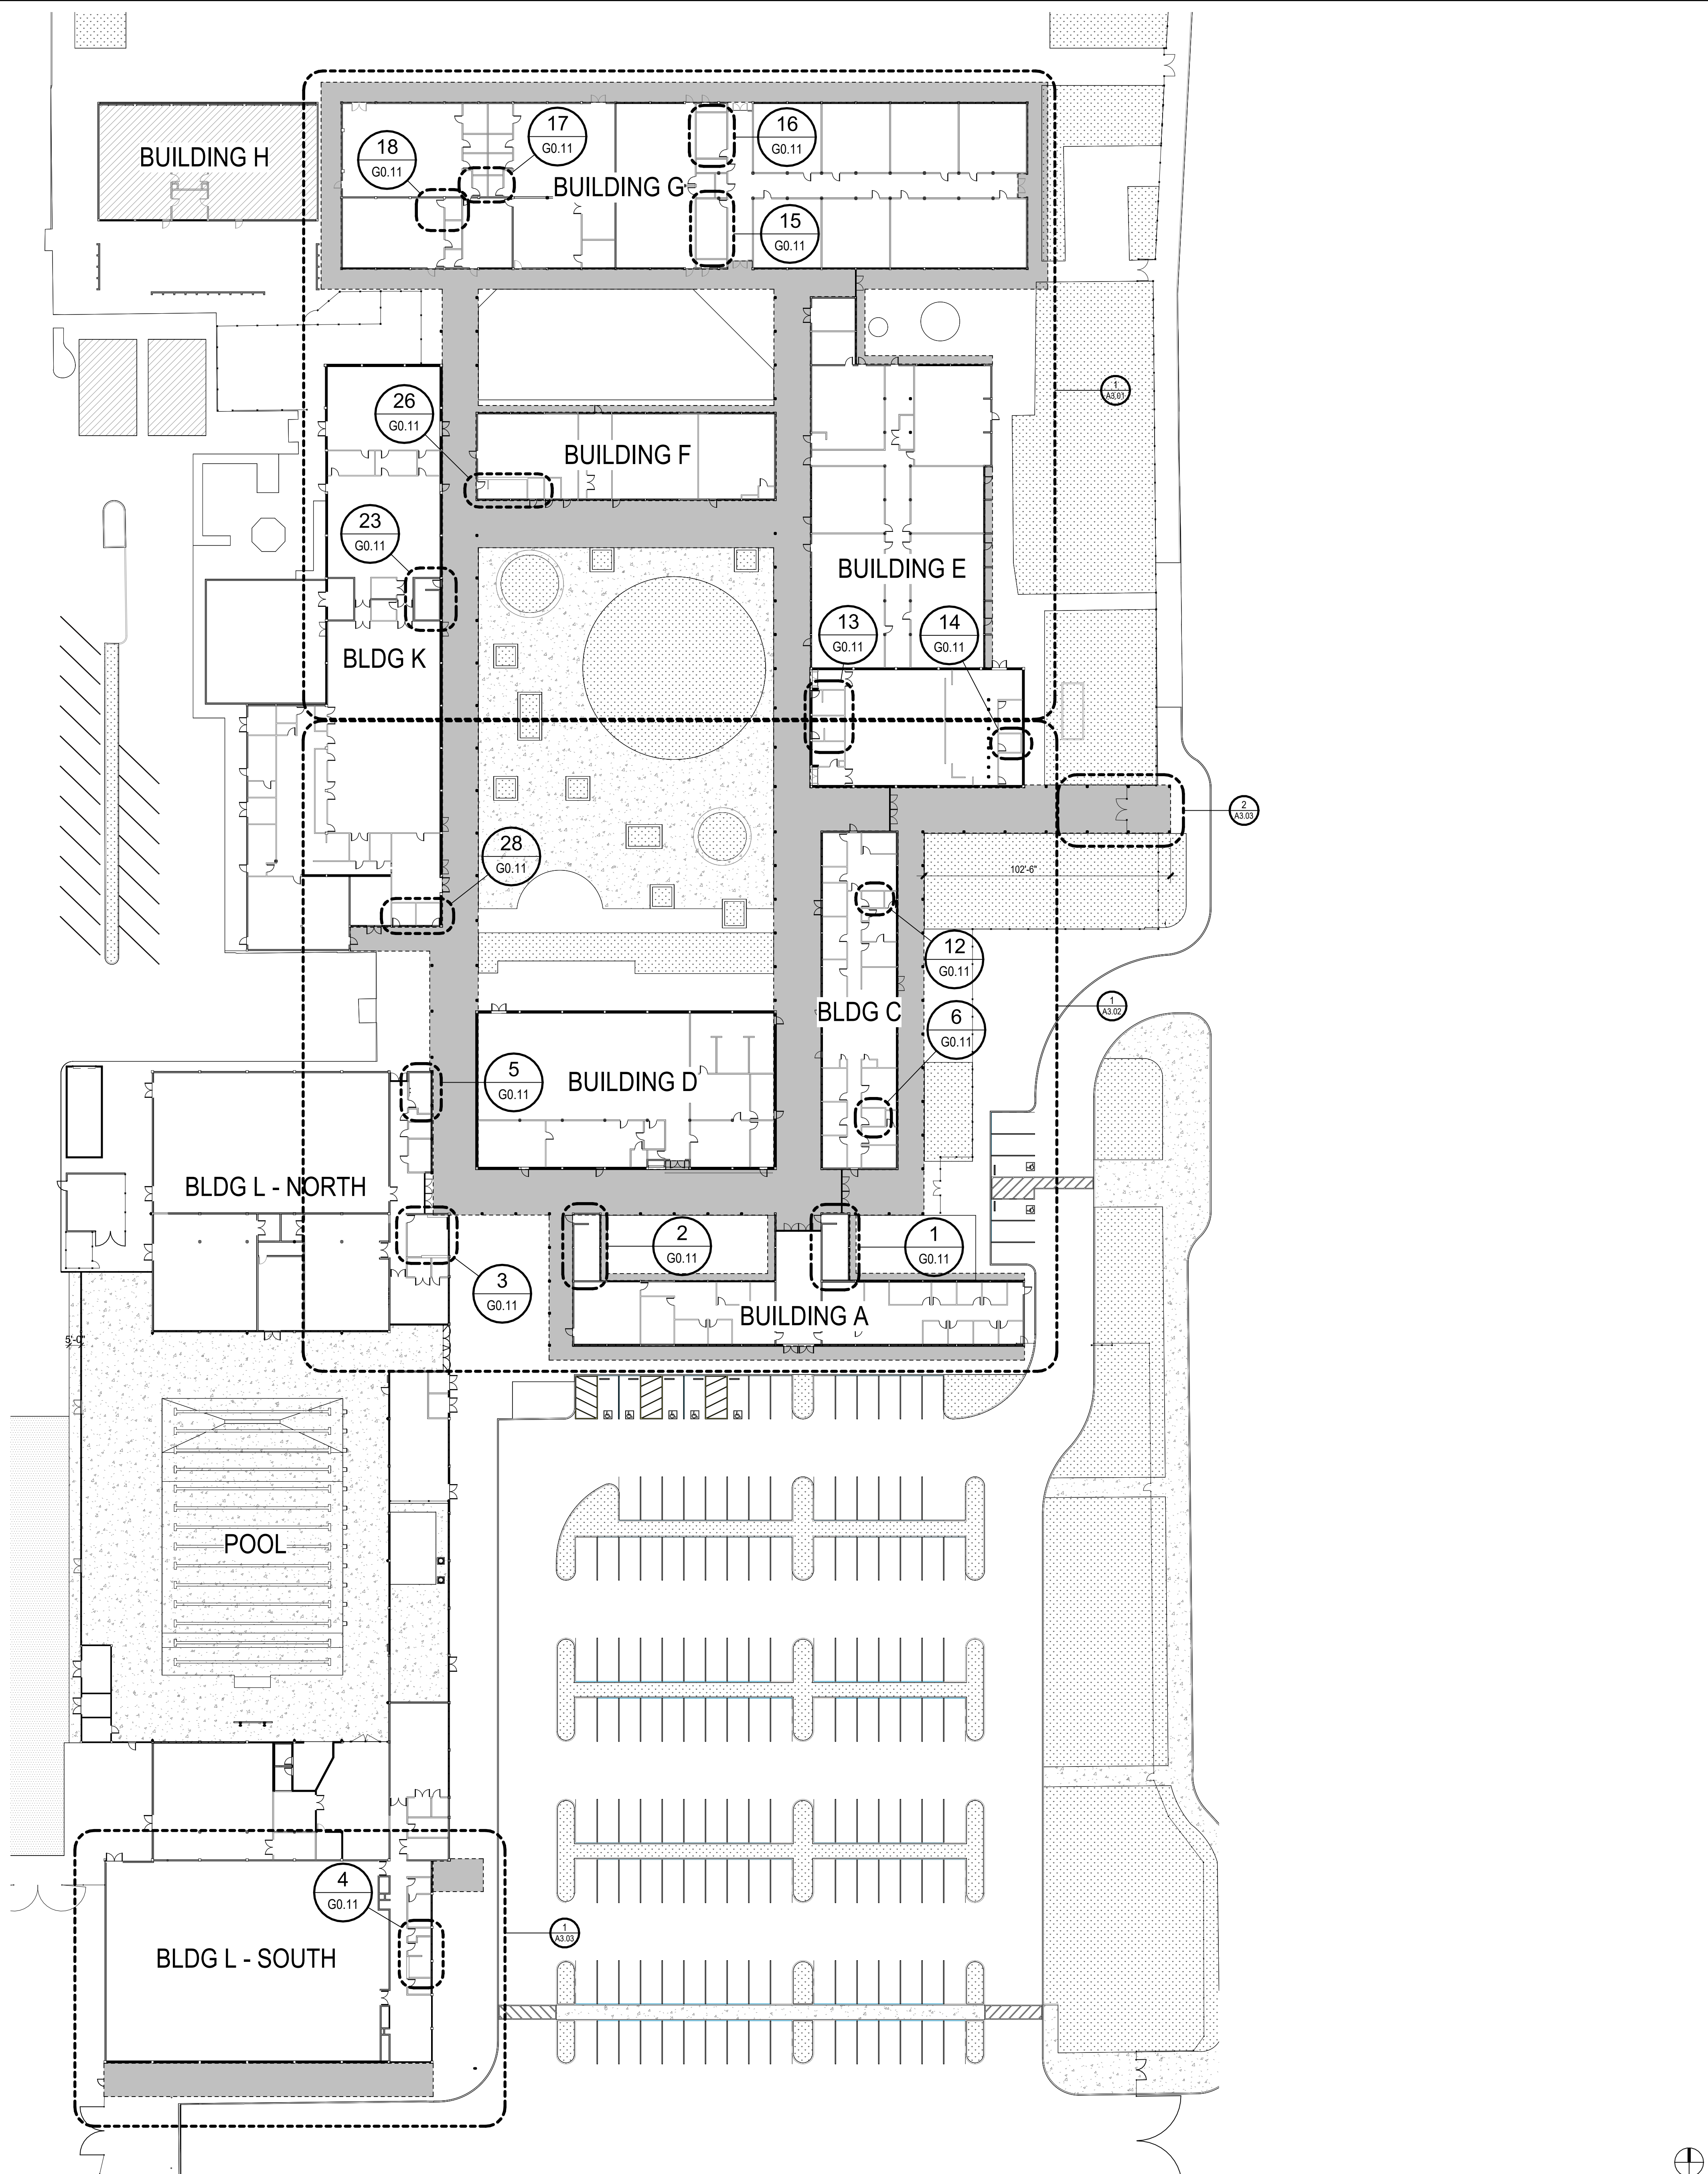 17
G0.11
16
G0.11
18
G0.11
BUILDING H
BUILDING G
15
G0.11
1
A3.01
26
G0.11
BUILDING F
23
G0.11
BUILDING E
13
G0.11
14
G0.11
BLDG K
2
A3.03
28
G0.11
102'-6"
12
G0.11
1
A3.02
BLDG C
6
G0.11
5
G0.11
BUILDING D
BLDG L - NORTH
2
G0.11
1
G0.11
3
G0.11
BUILDING A
5'-0"
POOL
4
G0.11
1
A3.03
BLDG L - SOUTH